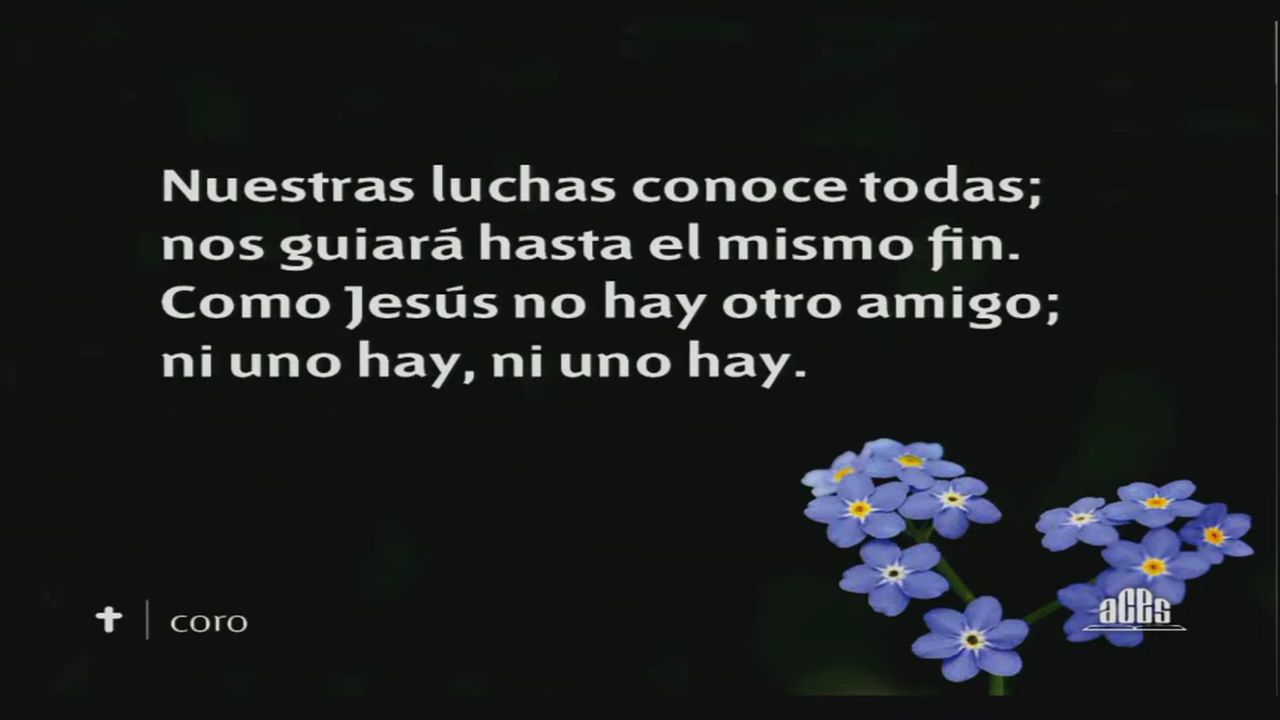 Nuestras luchas conoce todas;
nos guiará hasta el mismo fin.
Como Jesús no hay otro amigo;
ni uno hay, ni uno hay.
coro
aces